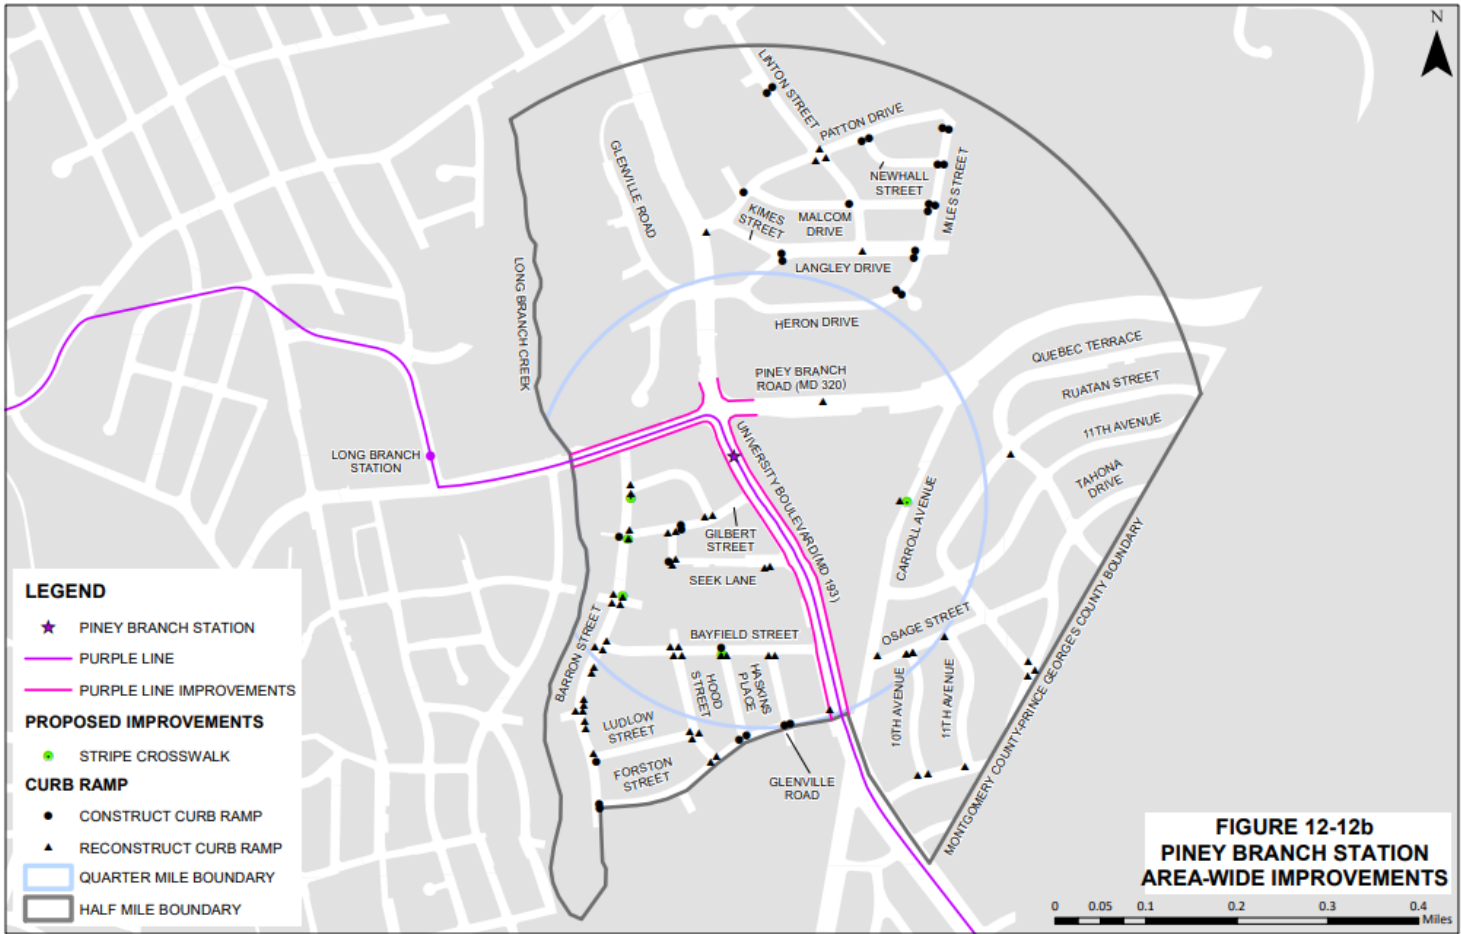 N
LINTON STREET
PATTON DRIVE
GLENVILLE ROAD
NEWHALL
STREET
MILES STREET
KIMES
STREET
MALCOM
DRIVE
LANGLEY DRIVE
LONG BRANCH CREEK
HERON DRIVE
QUEBEC TERRACE
PINEY BRANCH
ROAD (MD 320)
RUATAN STREET
11TH AVENUE
UNIVERSITY BOULEVARD(MD 193)
LONG BRANCH
STATION
TAHONA
DRIVE
CARROLL AVENUE
GILBERT
STREET
SEEK LANE
MONTGOMERY COUNTY-PRINCE GEORGE'S COUNTY BOUNDARY
BARRON STREET
BAYFIELD STREET
OSAGE STREET
HOOD
STREET
HASKINS
PLACE
10TH AVENUE
11TH AVENUE
LUDLOW
STREET
FORSTON
STREET
GLENVILLE
ROAD
LEGEND
PINEY BRANCH STATION
PURPLE LINE
PURPLE LINE IMPROVEMENTS
PROPOSED IMPROVEMENTS
STRIPE CROSSWALK
CURB RAMP
CONSTRUCT CURB RAMP
RECONSTRUCT CURB RAMP
QUARTER MILE BOUNDARY
HALF MILE BOUNDARY
FIGURE 12-12b
PINEY BRANCH STATION
AREA-WIDE IMPROVEMENTS
0 0.05 0.1 0.2 0.3 0.4
Miles